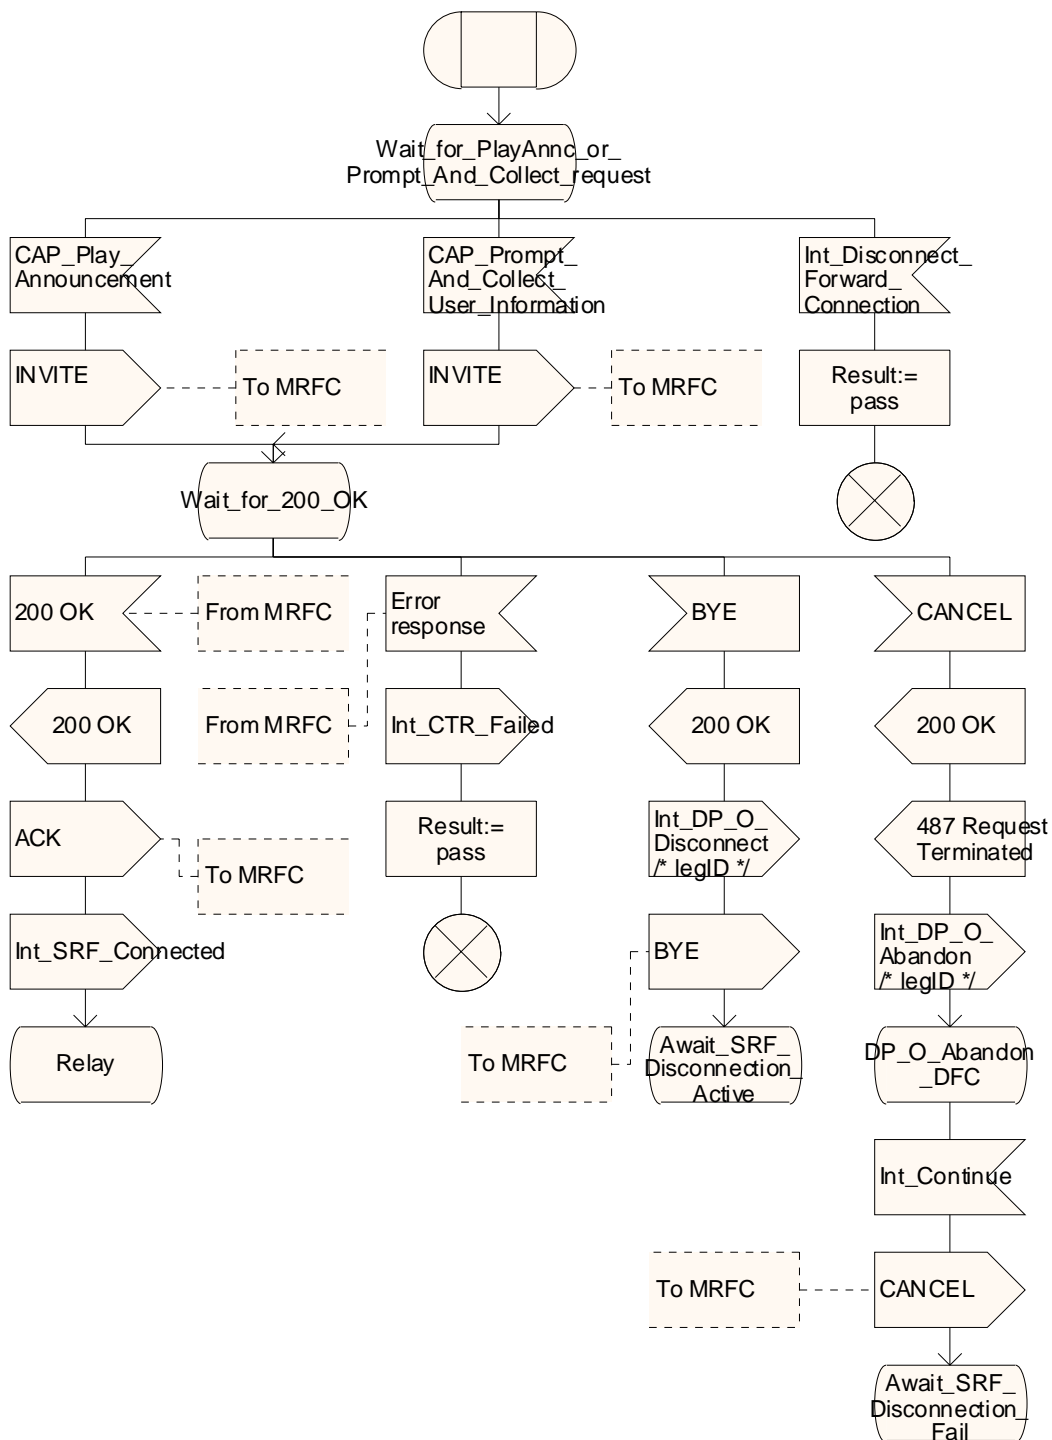 Wait_for_PlayAnnc_or_
Prompt_And_Collect_request
CAP_Play_
Announcement
CAP_Prompt_
And_Collect_
User_Information
Int_Disconnect_
Forward_
Connection
INVITE
To MRFC
INVITE
To MRFC
Result:=
pass
Wait_for_200_OK
200 OK
From MRFC
Error
response
BYE
CANCEL
200 OK
From MRFC
Int_CTR_Failed
200 OK
200 OK
ACK
To MRFC
Result:=
pass
Int_DP_O_
Disconnect
/* legID */
487 Request
Terminated
Int_SRF_Connected
BYE
To MRFC
Int_DP_O_
Abandon
/* legID */
Relay
Await_SRF_
Disconnection_
Active
DP_O_Abandon
_DFC
Int_Continue
To MRFC
CANCEL
Await_SRF_
Disconnection_
Fail